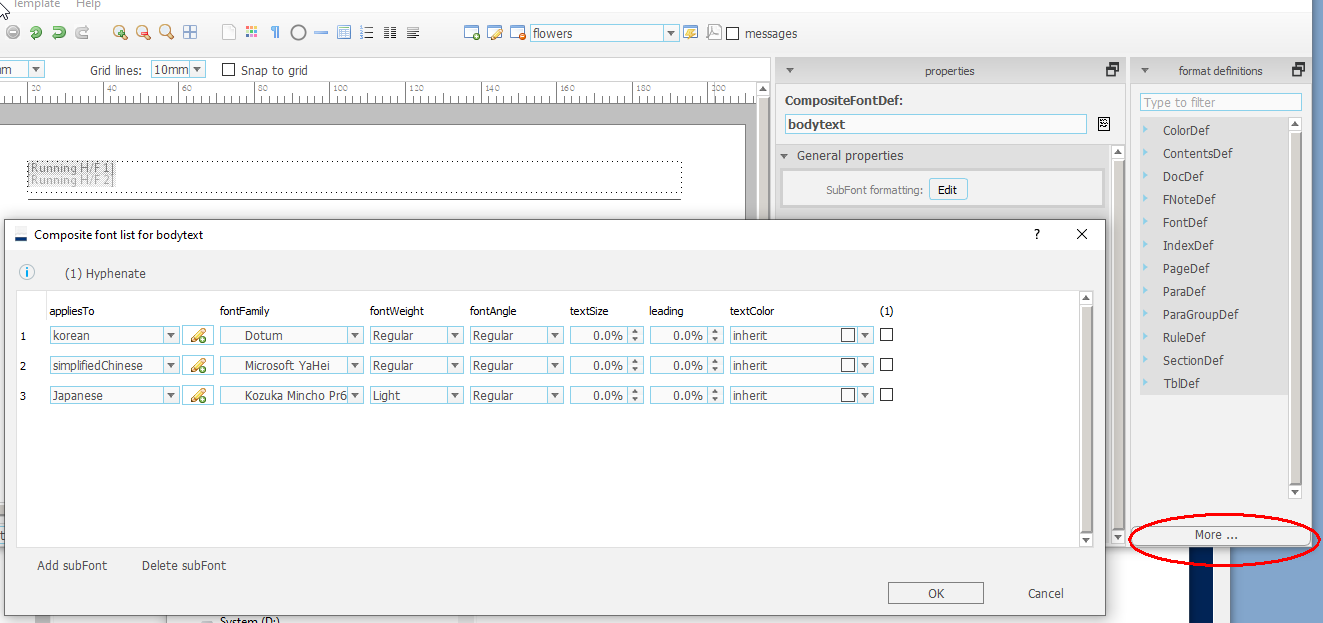 Template Help
flowers messages
mm Grid lines: 10mm Snap to grid
20 40 60 80 100 120 140 160 180 200
properties
CompositeFontDef:
bodytext
General properties
SubFont formatting: Edit
format definitions
Type to filter
ColorDef
ContentsDef
DocDef
FNoteDef
FontDef
IndexDef
PageDef
ParaDef
ParaGroupDef
RuleDef
SectionDef
TblDef
More ...
Running H/F 1
Running H/F 2
Composite font list for bodytext ?
(1) Hyphenate
appliesTo fontFamily fontWeight fontAngle textSize leading textColor (1)
1 korean Dotum Regular Regular 0.0% 0.0% inherit
2 simplifiedChinese Microsoft YaHei Regular Regular 0.0% 0.0% inherit
3 Japanese Kozuka Mincho Pr6 Light Regular 0.0% 0.0% inherit
Add subFont Delete subFont
OK Cancel
System (D:)